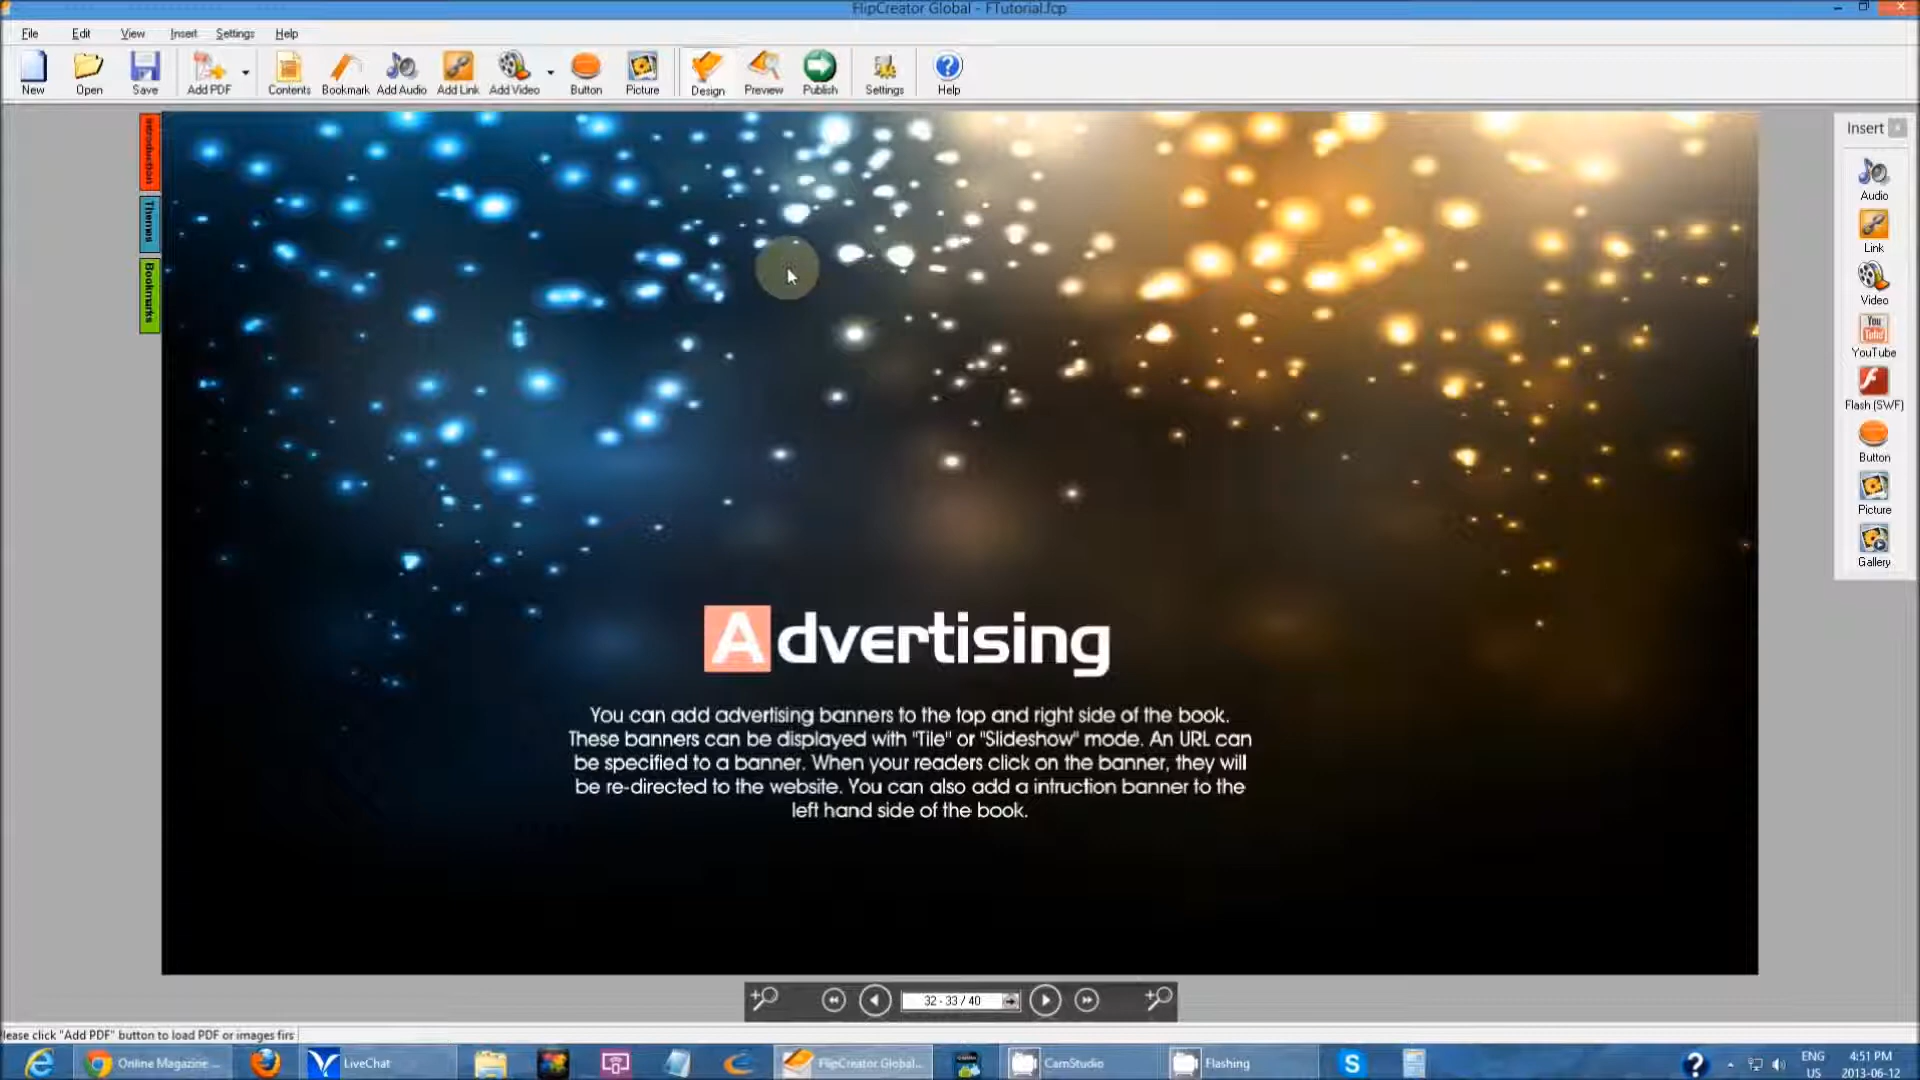 FlipCreator Global - FTutorial.fcp
File Edit View Insert Settings Help
New Open Save Add PDF Contents Bookmark Add Audio Add Link Add Video Button Picture Design Preview Publish Settings Help
Introduction
Themes
Bookmarks
Insert
Audio
Link
Video
You
Tube
YouTube
Flash (SWF)
Button
Picture
Gallery
Advertising
You can add advertising banners to the top and right side of the book.
These banners can be displayed with "Tile" or "Slideshow" mode. An URL can
be specified to a banner. When your readers click on the banner, they will
be re-directed to the website. You can also add a intruction banner to the
left hand side of the book.
32 - 33 / 40
lease click "Add PDF" button to load PDF or images firs
Online Magazine ... LiveChat FlipCreator Global... CamStudio Flashing
ENG
US
4:51 PM
2013-06-12